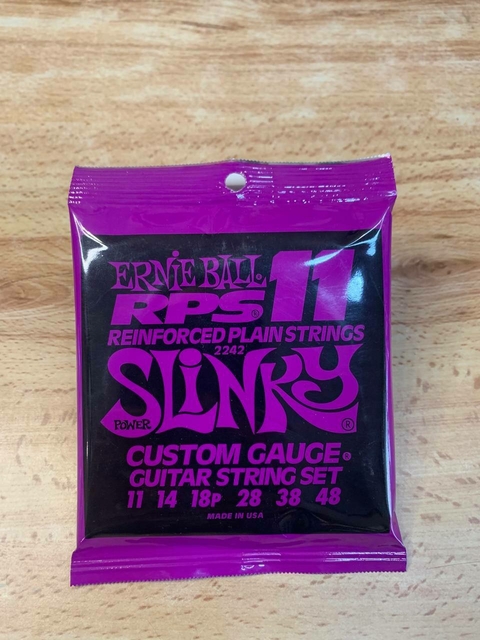 ERNIE BALL®
RPS® 11
REINFORCED PLAIN STRINGS
2242
POWER SLINKY®
CUSTOM GAUGE®
GUITAR STRING SET
11 14 18P 28 38 48
MADE IN USA